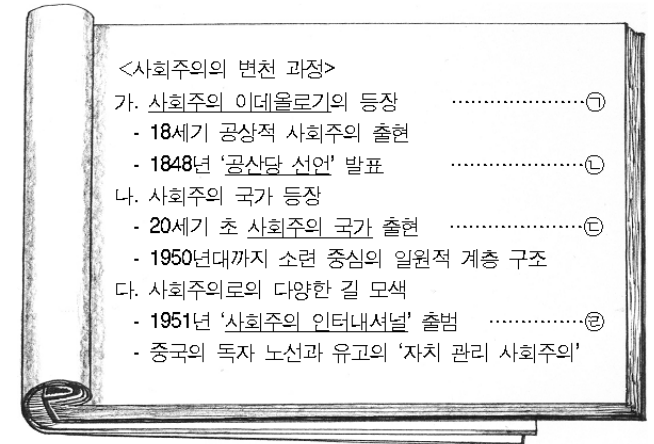 <사회주의의 변천 과정>
가. 사회주의 이데올로기의 등장 ······················㉠
- 18세기 공상적 사회주의 출현
- 1848년 ‘공산당 선언’ 발표 ······················㉡
나. 사회주의 국가 등장
- 20세기 초 사회주의 국가 출현 ······················㉢
- 1950년대까지 소련 중심의 일원적 계층 구조
다. 사회주의로의 다양한 길 모색
- 1951년 ‘사회주의 인터내셔널’ 출범 ················㉣
- 중국의 독자 노선과 유고의 ‘자치 관리 사회주의’